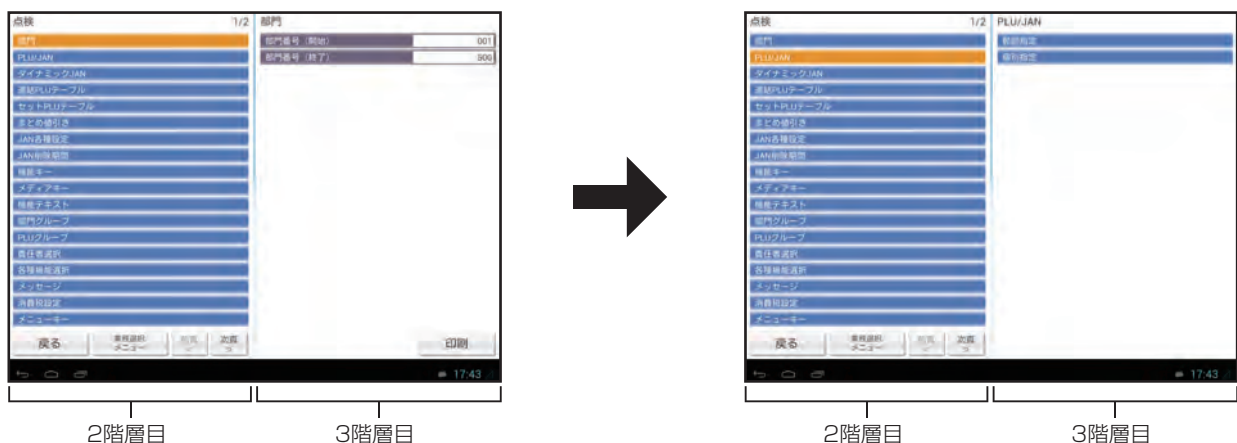 点検 1/2
部門
PLU/JAN
ダイナミックJAN
連結PLUテーブル
セットPLUテーブル
まとめ値引き
JAN各種設定
JAN削除期間
機能キー
メディアキー
機能テキスト
部門グループ
PLUグループ
責任者選択
各種機能選択
メッセージ
消費税設定
メニューキー
戻る
業務選択
メニュー
前頁
次頁
部門
部門番号（開始） 001
部門番号（終了） 500
印刷
17:43
2階層目
3階層目
点検 1/2
部門
PLU/JAN
ダイナミックJAN
連結PLUテーブル
セットPLUテーブル
まとめ値引き
JAN各種設定
JAN削除期間
機能キー
メディアキー
機能テキスト
部門グループ
PLUグループ
責任者選択
各種機能選択
メッセージ
消費税設定
メニューキー
戻る
業務選択
メニュー
前頁
次頁
PLU/JAN
範囲指定
個別指定
17:43
2階層目
3階層目